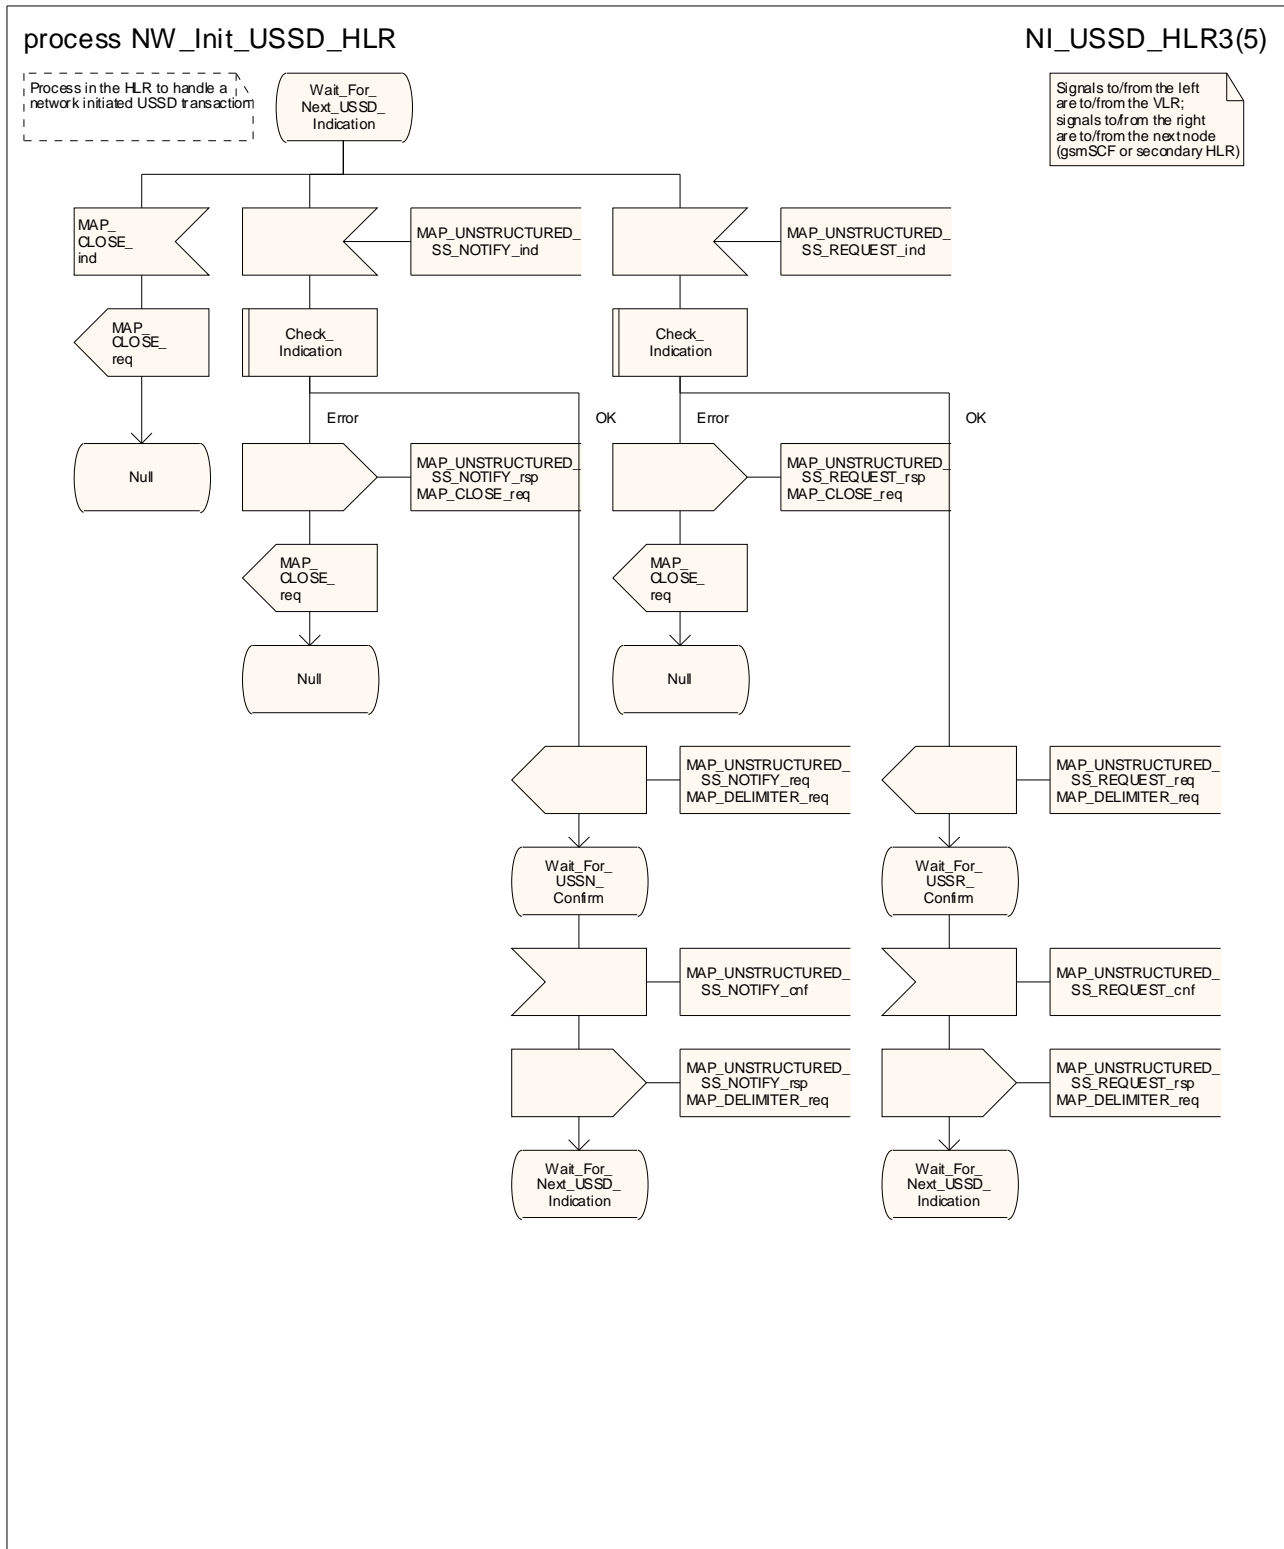 process NW_Init_USSD_HLR
NI_USSD_HLR3(5)
Process in the HLR to handle a
network initiated USSD transaction
Wait_For_
Next_USSD_
Indication
Signals to/from the left
are to/from the VLR;
signals to/from the right
are to/from the next node
(gsmSCF or secondary HLR)
MAP_
CLOSE_
ind
MAP_UNSTRUCTURED_
SS_NOTIFY_ind
MAP_UNSTRUCTURED_
SS_REQUEST_ind
MAP_
CLOSE_
req
Check_
Indication
Check_
Indication
Error
OK
Error
OK
Null
MAP_UNSTRUCTURED_
SS_NOTIFY_rsp
MAP_CLOSE_req
MAP_UNSTRUCTURED_
SS_REQUEST_rsp
MAP_CLOSE_req
MAP_
CLOSE_
req
MAP_
CLOSE_
req
Null
Null
MAP_UNSTRUCTURED_
SS_NOTIFY_req
MAP_DELIMITER_req
MAP_UNSTRUCTURED_
SS_REQUEST_req
MAP_DELIMITER_req
Wait_For_
USSN_
Confirm
Wait_For_
USSR_
Confirm
MAP_UNSTRUCTURED_
SS_NOTIFY_cnf
MAP_UNSTRUCTURED_
SS_REQUEST_cnf
MAP_UNSTRUCTURED_
SS_NOTIFY_rsp
MAP_DELIMITER_req
MAP_UNSTRUCTURED_
SS_REQUEST_rsp
MAP_DELIMITER_req
Wait_For_
Next_USSD_
Indication
Wait_For_
Next_USSD_
Indication